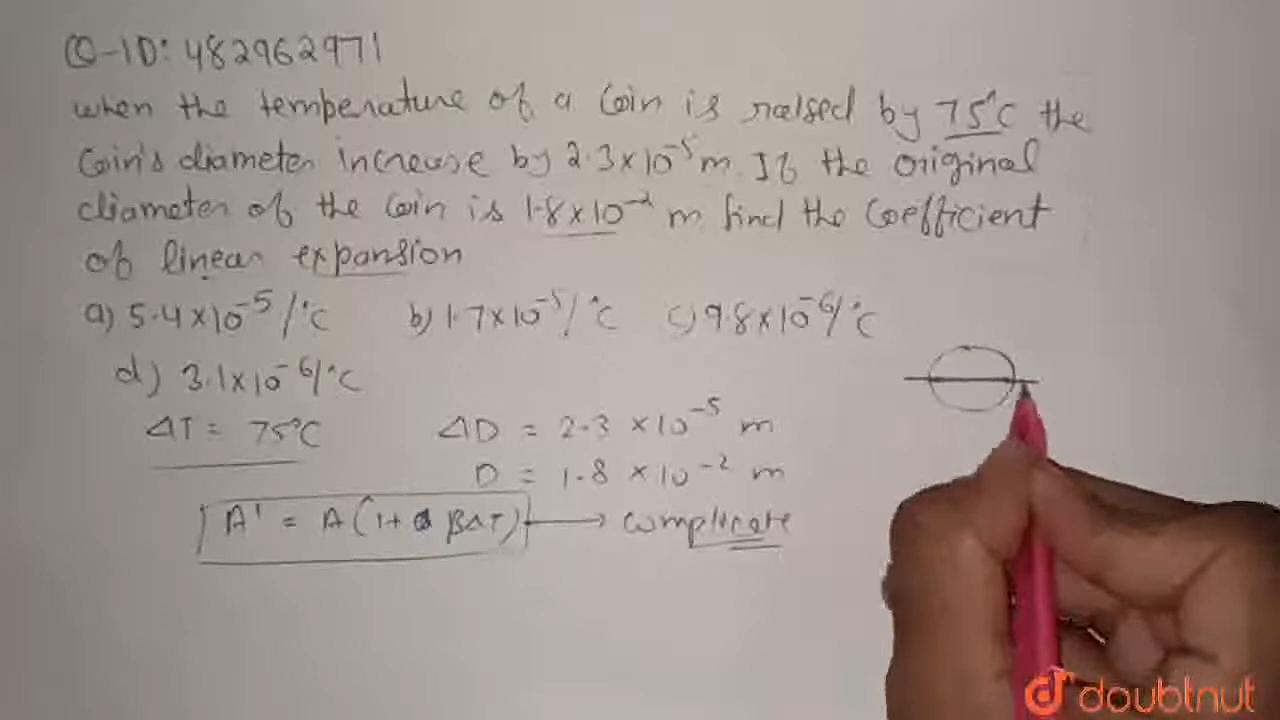 Q-ID: 482962971
when the temperature of a Coin is raised by 75°C the
Coin's diameter increase by 2.3×10⁻⁵ m. If the original
diameter of the Coin is 1.8×10⁻² m find the Coefficient
of linear expansion
a) 5.4×10⁻⁵/°C b) 1.7×10⁻⁵/°C c) 9.8×10⁻⁶/°C
d) 3.1×10⁻⁶/°C
ΔT = 75°C ΔD = 2.3 ×10⁻⁵ m
D = 1.8 ×10⁻² m
A' = A(1+ βΔT) → Complicate
doubtnut